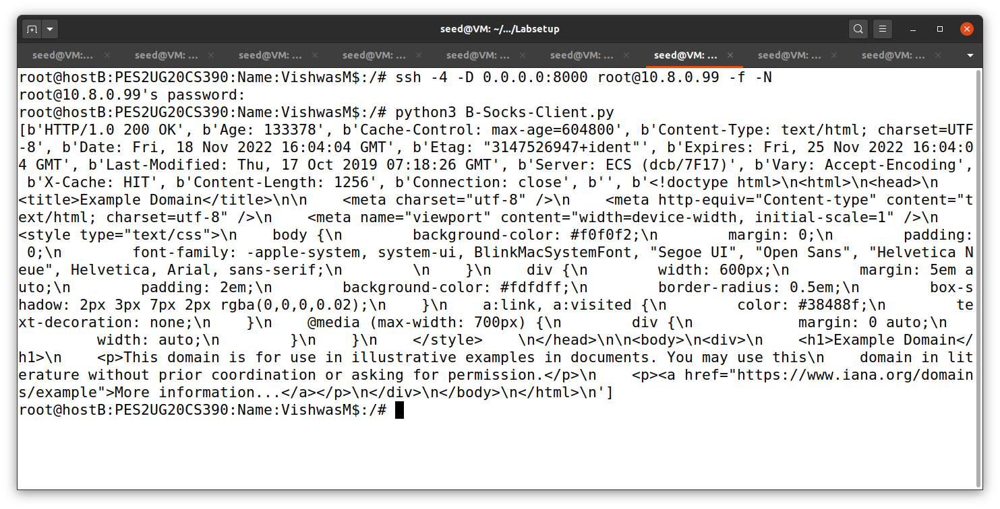 seed@VM: ~/.../Labsetup
seed@VM:... seed@VM: ... seed@VM: ... seed@VM: ... seed@VM: ... seed@VM: ... seed@VM: ... seed@VM: ... seed@VM: ...
root@hostB:PES2UG20CS390:Name:VishwasM$:/# ssh -4 -D 0.0.0.0:8000 root@10.8.0.99 -f -N
root@10.8.0.99's password:
root@hostB:PES2UG20CS390:Name:VishwasM$:/# python3 B-Socks-Client.py
[b'HTTP/1.0 200 OK', b'Age: 133378', b'Cache-Control: max-age=604800', b'Content-Type: text/html; charset=UTF
-8', b'Date: Fri, 18 Nov 2022 16:04:04 GMT', b'Etag: "3147526947+ident"', b'Expires: Fri, 25 Nov 2022 16:04:0
4 GMT', b'Last-Modified: Thu, 17 Oct 2019 07:18:26 GMT', b'Server: ECS (dcb/7F17)', b'Vary: Accept-Encoding',
 b'X-Cache: HIT', b'Content-Length: 1256', b'Connection: close', b'', b'<!doctype html>\n<html>\n<head>\n
<title>Example Domain</title>\n\n    <meta charset="utf-8" />\n    <meta http-equiv="Content-type" content="t
ext/html; charset=utf-8" />\n    <meta name="viewport" content="width=device-width, initial-scale=1" />\n
<style type="text/css">\n    body {\n        background-color: #f0f0f2;\n        margin: 0;\n        padding:
 0;\n        font-family: -apple-system, system-ui, BlinkMacSystemFont, "Segoe UI", "Open Sans", "Helvetica N
eue", Helvetica, Arial, sans-serif;\n        \n    }\n    div {\n        width: 600px;\n        margin: 5em a
uto;\n        padding: 2em;\n        background-color: #fdfdff;\n        border-radius: 0.5em;\n        box-s
hadow: 2px 3px 7px 2px rgba(0,0,0,0.02);\n    }\n    a:link, a:visited {\n        color: #38488f;\n        te
xt-decoration: none;\n    }\n    @media (max-width: 700px) {\n        div {\n            margin: 0 auto;\n
         width: auto;\n        }\n    }\n    </style>    \n</head>\n\n<body>\n<div>\n    <h1>Example Domain</
h1>\n    <p>This domain is for use in illustrative examples in documents. You may use this\n    domain in lit
erature without prior coordination or asking for permission.</p>\n    <p><a href="https://www.iana.org/domain
s/example">More information...</a></p>\n</div>\n</body>\n</html>\n']
root@hostB:PES2UG20CS390:Name:VishwasM$:/#